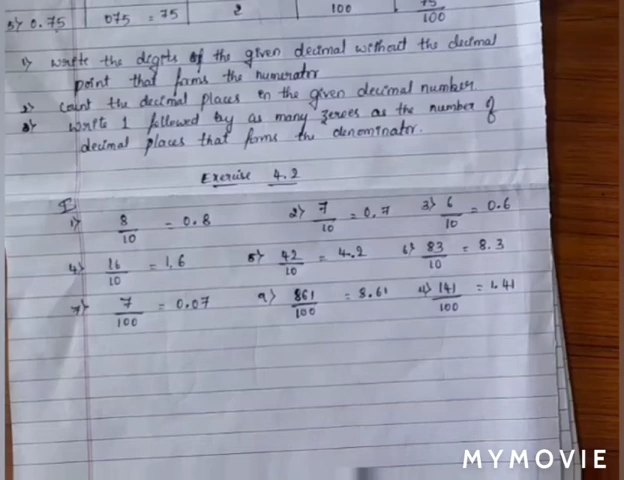 5) 0.75 075 = 75 2 100 75/100
1) write the digits of the given decimal without the decimal
point that forms the numerator
2) Count the decimal places in the given decimal number.
3) Write 1 followed by as many zeroes as the number of
decimal places that forms the denominator.
Exercise 4.2
I
1) 8/10 = 0.8 2) 7/10 = 0.7 3) 6/10 = 0.6
4) 16/10 = 1.6 5) 42/10 = 4.2 6) 83/10 = 8.3
7) 7/100 = 0.07 9) 861/100 = 8.61 11) 141/100 = 1.41
MYMOVIE